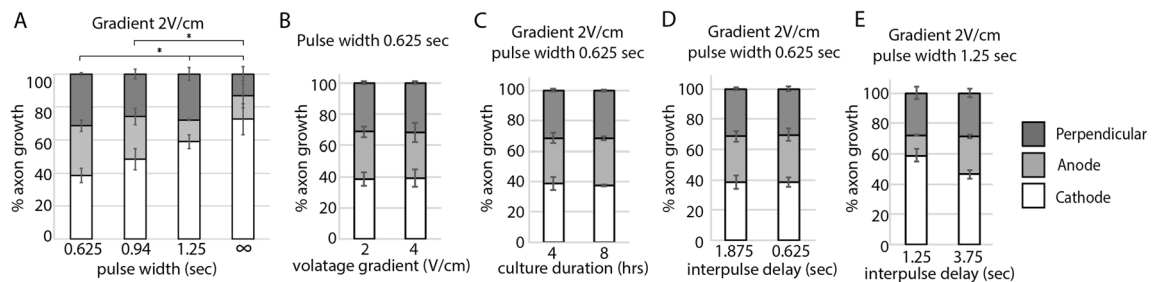 A
Gradient 2V/cm
*
*
100
80
60
40
20
0
% axon growth
0.625 0.94 1.25 ∞
pulse width (sec)
B
Pulse width 0.625 sec
100
80
60
40
20
0
% axon growth
2 4
volatage gradient (V/cm)
C
Gradient 2V/cm
pulse width 0.625 sec
100
80
60
40
20
0
% axon growth
4 8
culture duration (hrs)
D
Gradient 2V/cm
pulse width 0.625 sec
100
80
60
40
20
0
% axon growth
1.875 0.625
interpulse delay (sec)
E
Gradient 2V/cm
pulse width 1.25 sec
100
80
60
40
20
0
% axon growth
1.25 3.75
interpulse delay (sec)
Perpendicular
Anode
Cathode